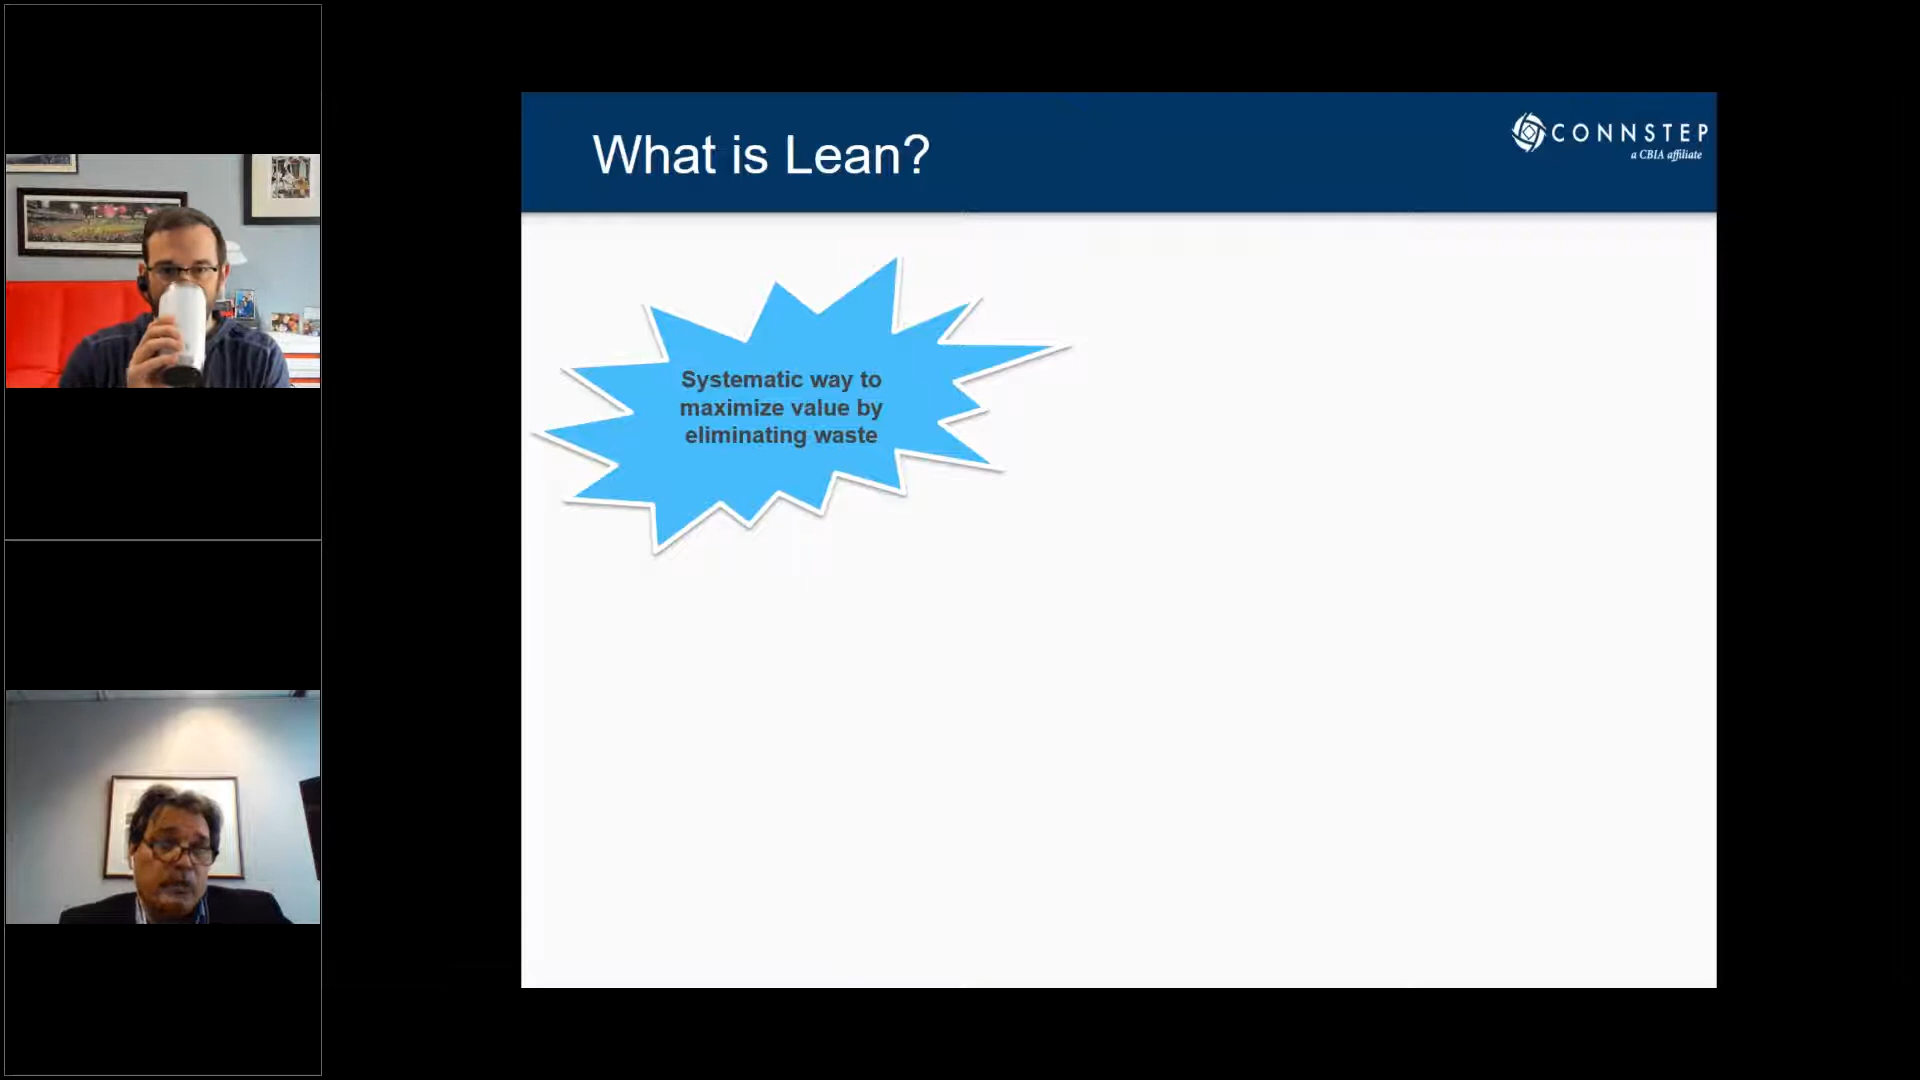 What is Lean?
CONNSTEP
a CBIA affiliate
Systematic way to
maximize value by
eliminating waste